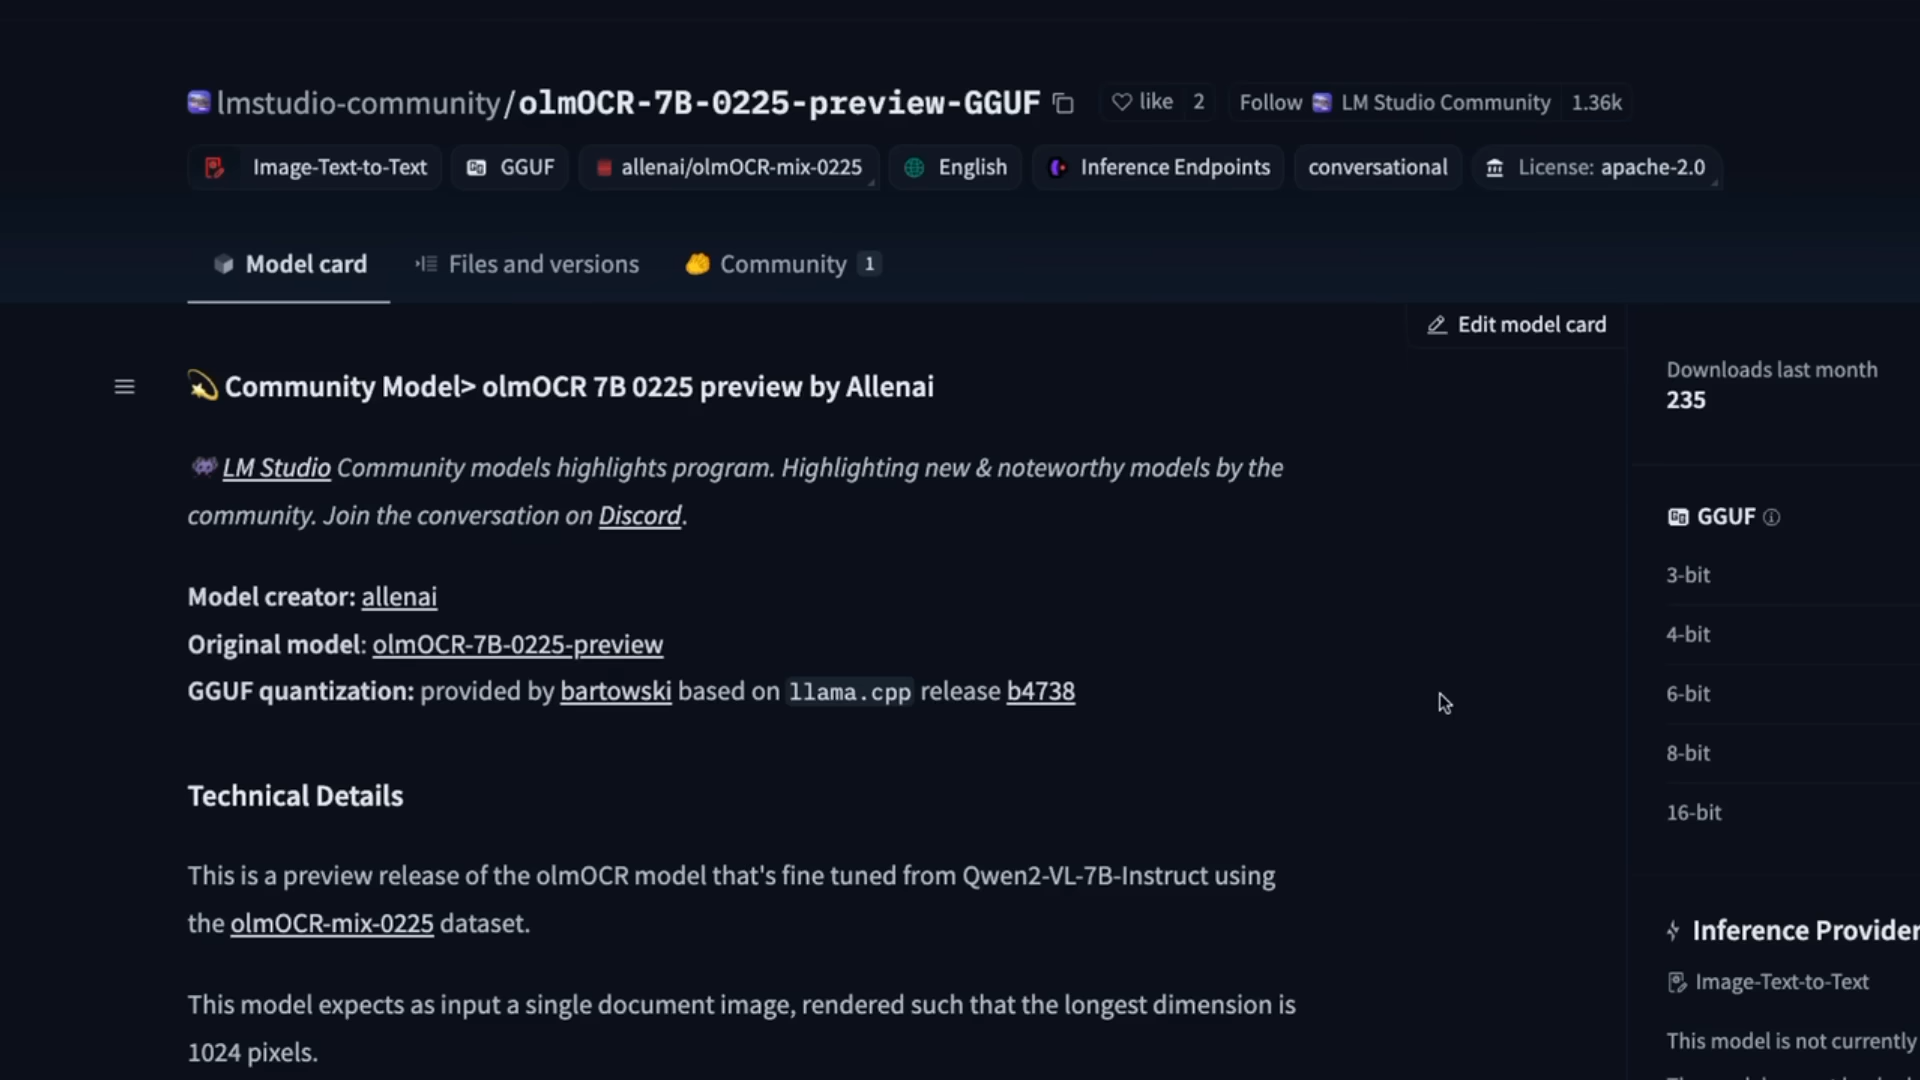 lmstudio-community/olmOCR-7B-0225-preview-GGUF like 2 Follow LM Studio Community 1.36k
Image-Text-to-Text GGUF allenai/olmOCR-mix-0225 English Inference Endpoints conversational License: apache-2.0
Model card Files and versions Community 1
Edit model card
Community Model> olmOCR 7B 0225 preview by Allenai
LM Studio Community models highlights program. Highlighting new & noteworthy models by the
community. Join the conversation on Discord.
Model creator: allenai
Original model: olmOCR-7B-0225-preview
GGUF quantization: provided by bartowski based on llama.cpp release b4738
Technical Details
This is a preview release of the olmOCR model that's fine tuned from Qwen2-VL-7B-Instruct using
the olmOCR-mix-0225 dataset.
This model expects as input a single document image, rendered such that the longest dimension is
1024 pixels.
Downloads last month
235
GGUF
3-bit
4-bit
6-bit
8-bit
16-bit
Inference Provider
Image-Text-to-Text
This model is not currently